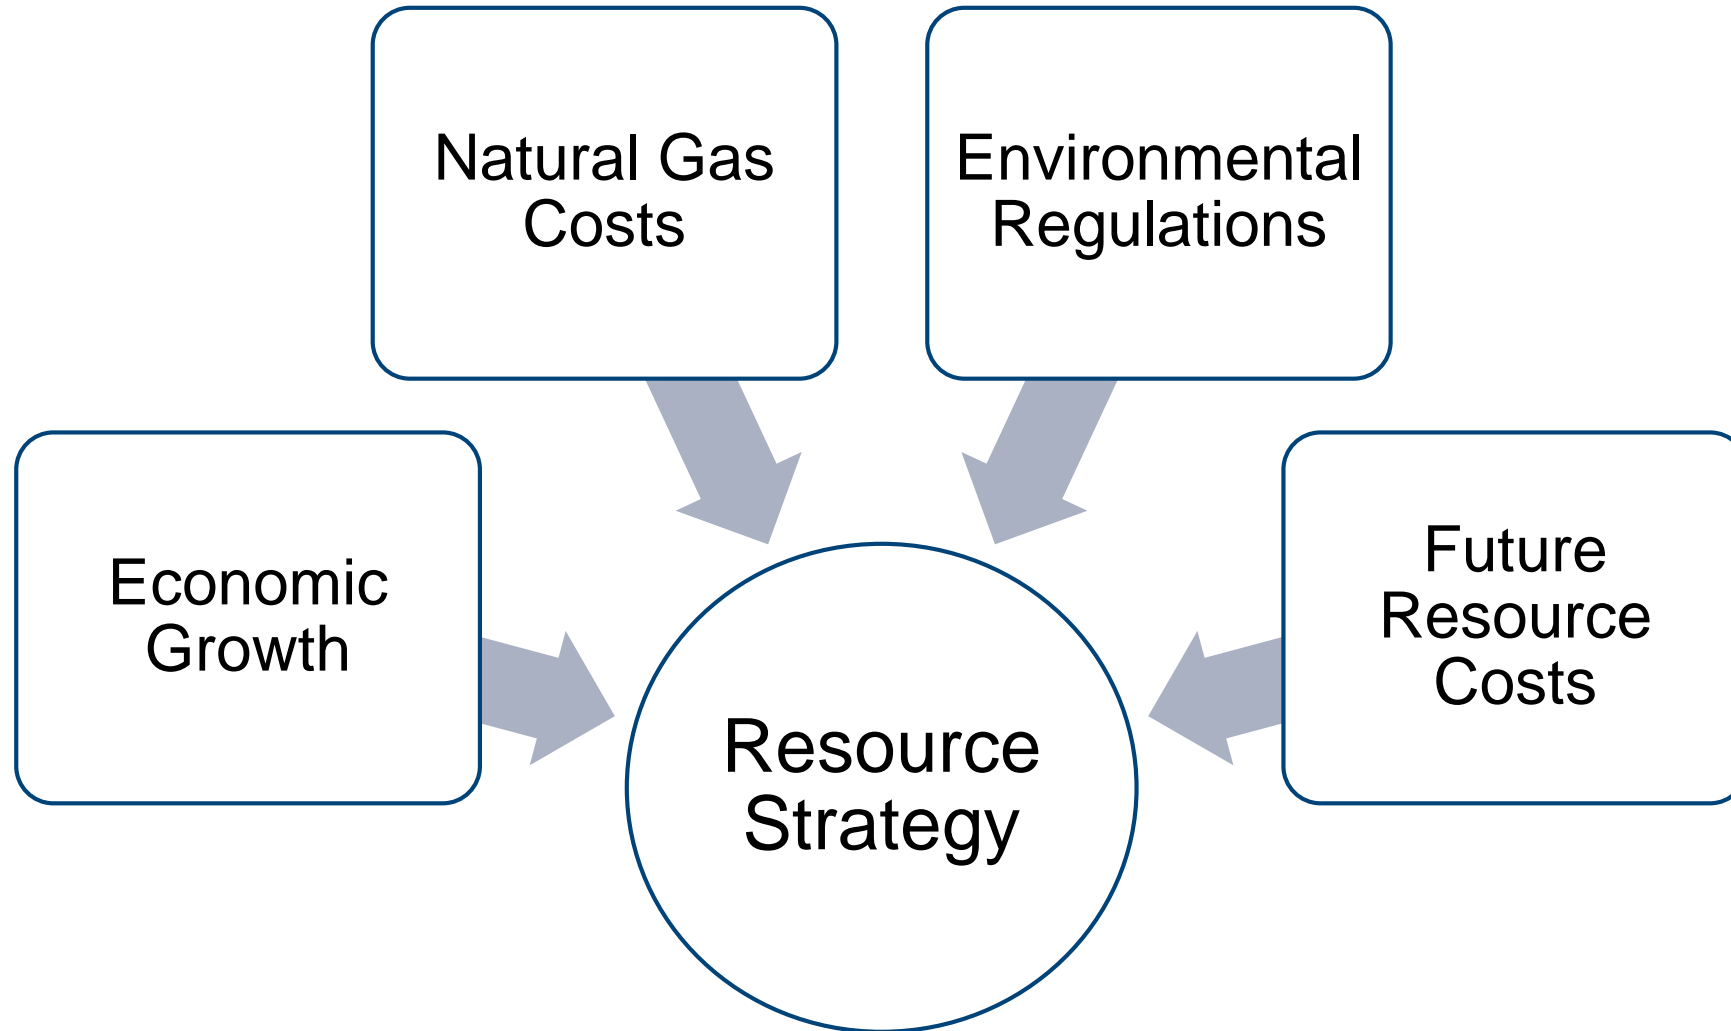 Natural Gas
Costs
Environmental
Regulations
Economic
Growth
Future
Resource
Costs
Resource
Strategy